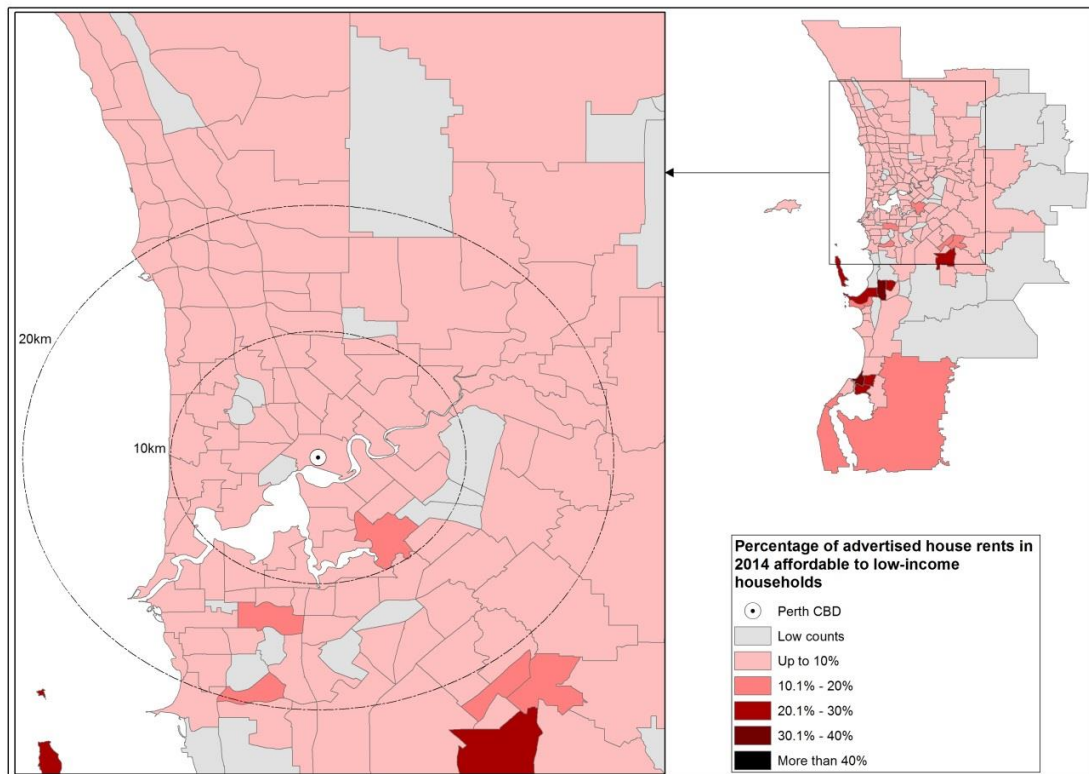 20km
10km
Percentage of advertised house rents in
2014 affordable to low-income
households
Perth CBD
Low counts
Up to 10%
10.1% - 20%
20.1% - 30%
30.1% - 40%
More than 40%